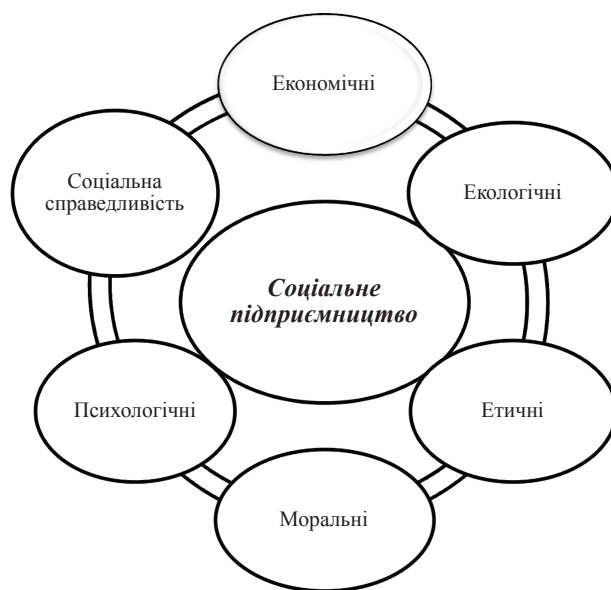 Економічні
Соціальна
справедливість
Екологічні
Соціальне
підприємництво
Психологічні
Етичні
Моральні